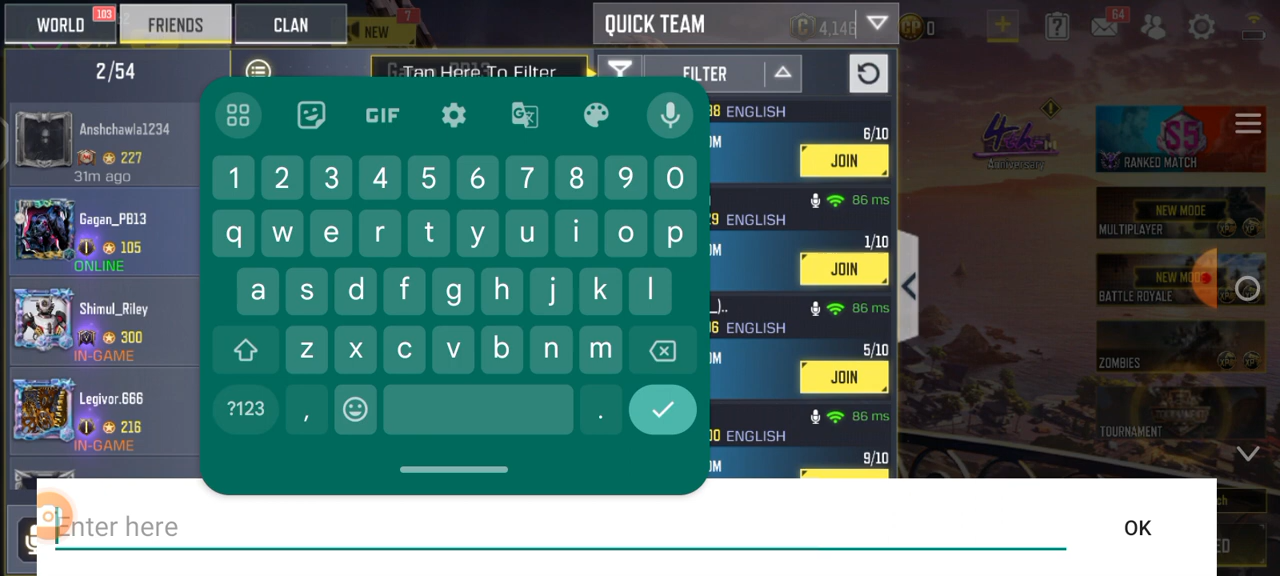 WORLD
103
FRIENDS
CLAN
NEW
7
QUICK TEAM
4,146
0
64
2/54
Tap Here To Filter
FILTER
Anshchawla1234
227
31m ago
Gagan_PB13
105
ONLINE
Shimul_Riley
300
IN-GAME
Legivor.666
216
IN-GAME
GIF
1 2 3 4 5 6 7 8 9 0
q w e r t y u i o p
a s d f g h j k l
z x c v b n m
?123 , .
ENGLISH
6/10
JOIN
86 ms
ENGLISH
1/10
JOIN
86 ms
ENGLISH
5/10
JOIN
86 ms
ENGLISH
9/10
4th
Anniversary
S5
RANKED MATCH
NEW MODE
MULTIPLAYER
NEW MODE
BATTLE ROYALE
ZOMBIES
TOURNAMENT
Enter here
OK